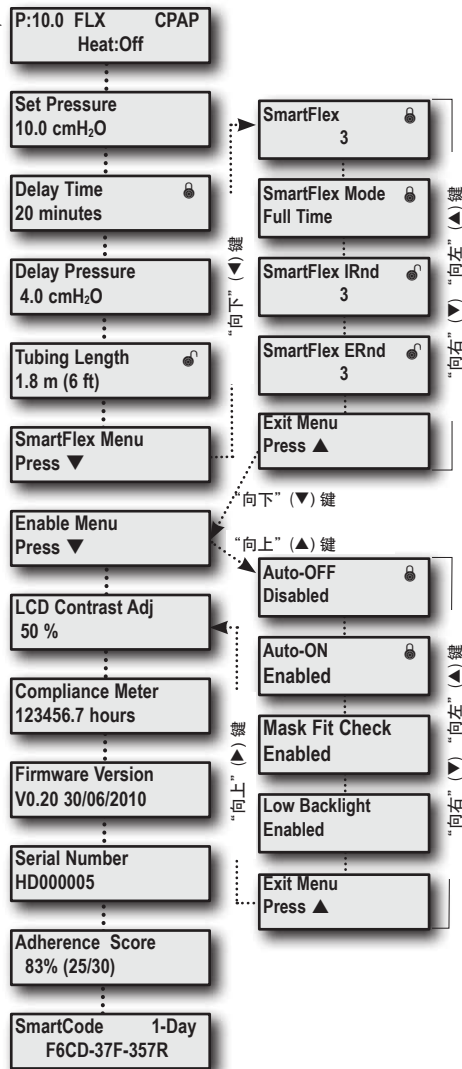 P:10.0 FLX CPAP
Heat:Off
Set Pressure
10.0 cmH₂O
Delay Time
20 minutes
Delay Pressure
4.0 cmH₂O
Tubing Length
1.8 m (6 ft)
SmartFlex Menu
Press ▼
“向下” (▼) 键
SmartFlex
3
SmartFlex Mode
Full Time
SmartFlex IRnd
3
SmartFlex ERnd
3
Exit Menu
Press ▲
“向右” (▼) “向左” (▲) 键
“向下” (▼) 键
Enable Menu
Press ▼
“向上” (▲) 键
LCD Contrast Adj
50 %
Compliance Meter
123456.7 hours
Firmware Version
V0.20 30/06/2010
Serial Number
HD000005
Adherence Score
83% (25/30)
SmartCode 1-Day
F6CD-37F-357R
“向上” (▲) 键
Auto-OFF
Disabled
Auto-ON
Enabled
Mask Fit Check
Enabled
Low Backlight
Enabled
Exit Menu
Press ▲
“向右” (▼) “向左” (▲) 键